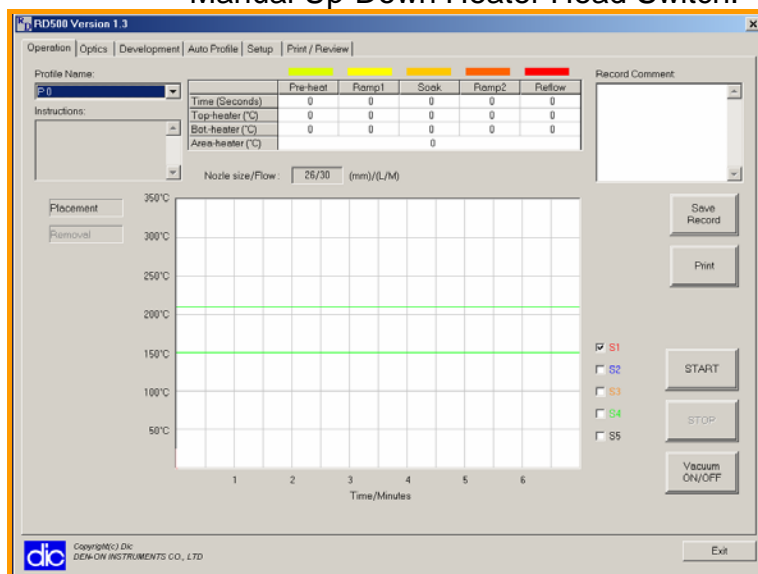 Manual Up-Down Heater Head Switch.
RD500 Version 1.3
Operation Optics Development Auto Profile Setup Print / Review
Profile Name:
P0
Instructions:
Pre-heat Ramp1 Soak Ramp2 Reflow
Time (Seconds) 0 0 0 0 0
Top-heater (°C) 0 0 0 0 0
Bot.-heater (°C) 0 0 0 0 0
Area-heater (°C) 0
Nozle size/Flow : 26/30 (mm)/(L/M)
Record Comment:
Placement
Removal
350°C
300°C
250°C
200°C
150°C
100°C
50°C
1 2 3 4 5 6
Time/Minutes
S1
S2
S3
S4
S5
Save
Record
Print
START
STOP
Vacuum
ON/OFF
dic
Copyright(c) Dic
DEN-ON INSTRUMENTS CO., LTD
Exit